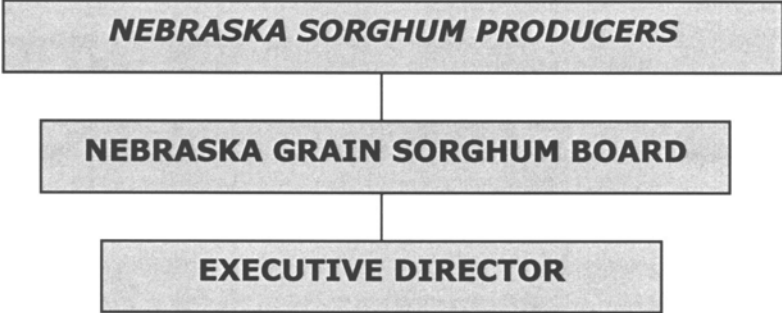 NEBRASKA SORGHUM PRODUCERS
NEBRASKA GRAIN SORGHUM BOARD
EXECUTIVE DIRECTOR